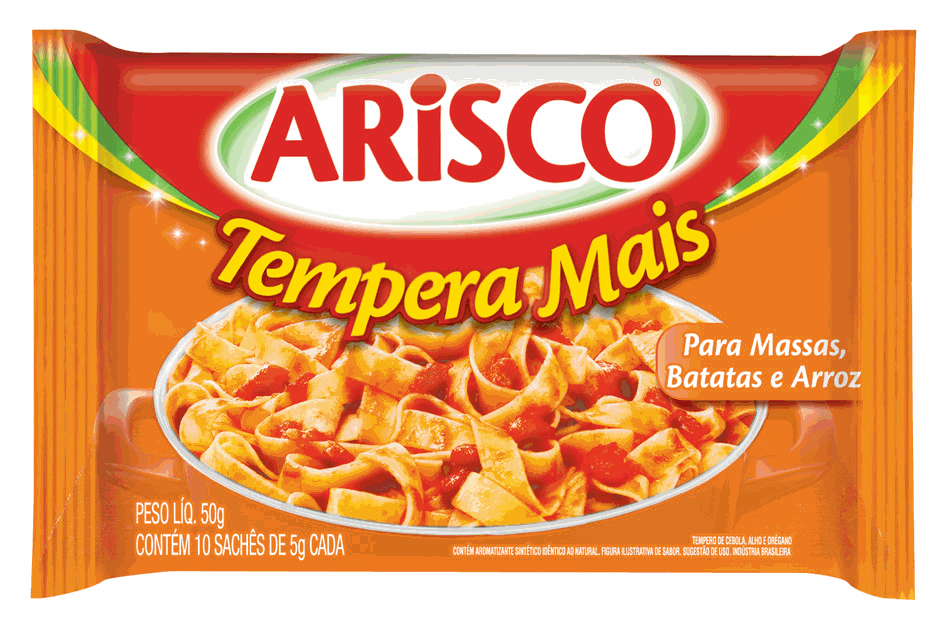 ARISCO®
Tempera Mais
Para Massas,
Batatas e Arroz
PESO LÍQ. 50g
CONTÉM 10 SACHÊS DE 5g CADA
TEMPERO DE CEBOLA, ALHO E ORÉGANO
CONTÉM AROMATIZANTE SINTÉTICO IDÊNTICO AO NATURAL. FIGURA ILUSTRATIVA DE SABOR. SUGESTÃO DE USO. INDÚSTRIA BRASILEIRA